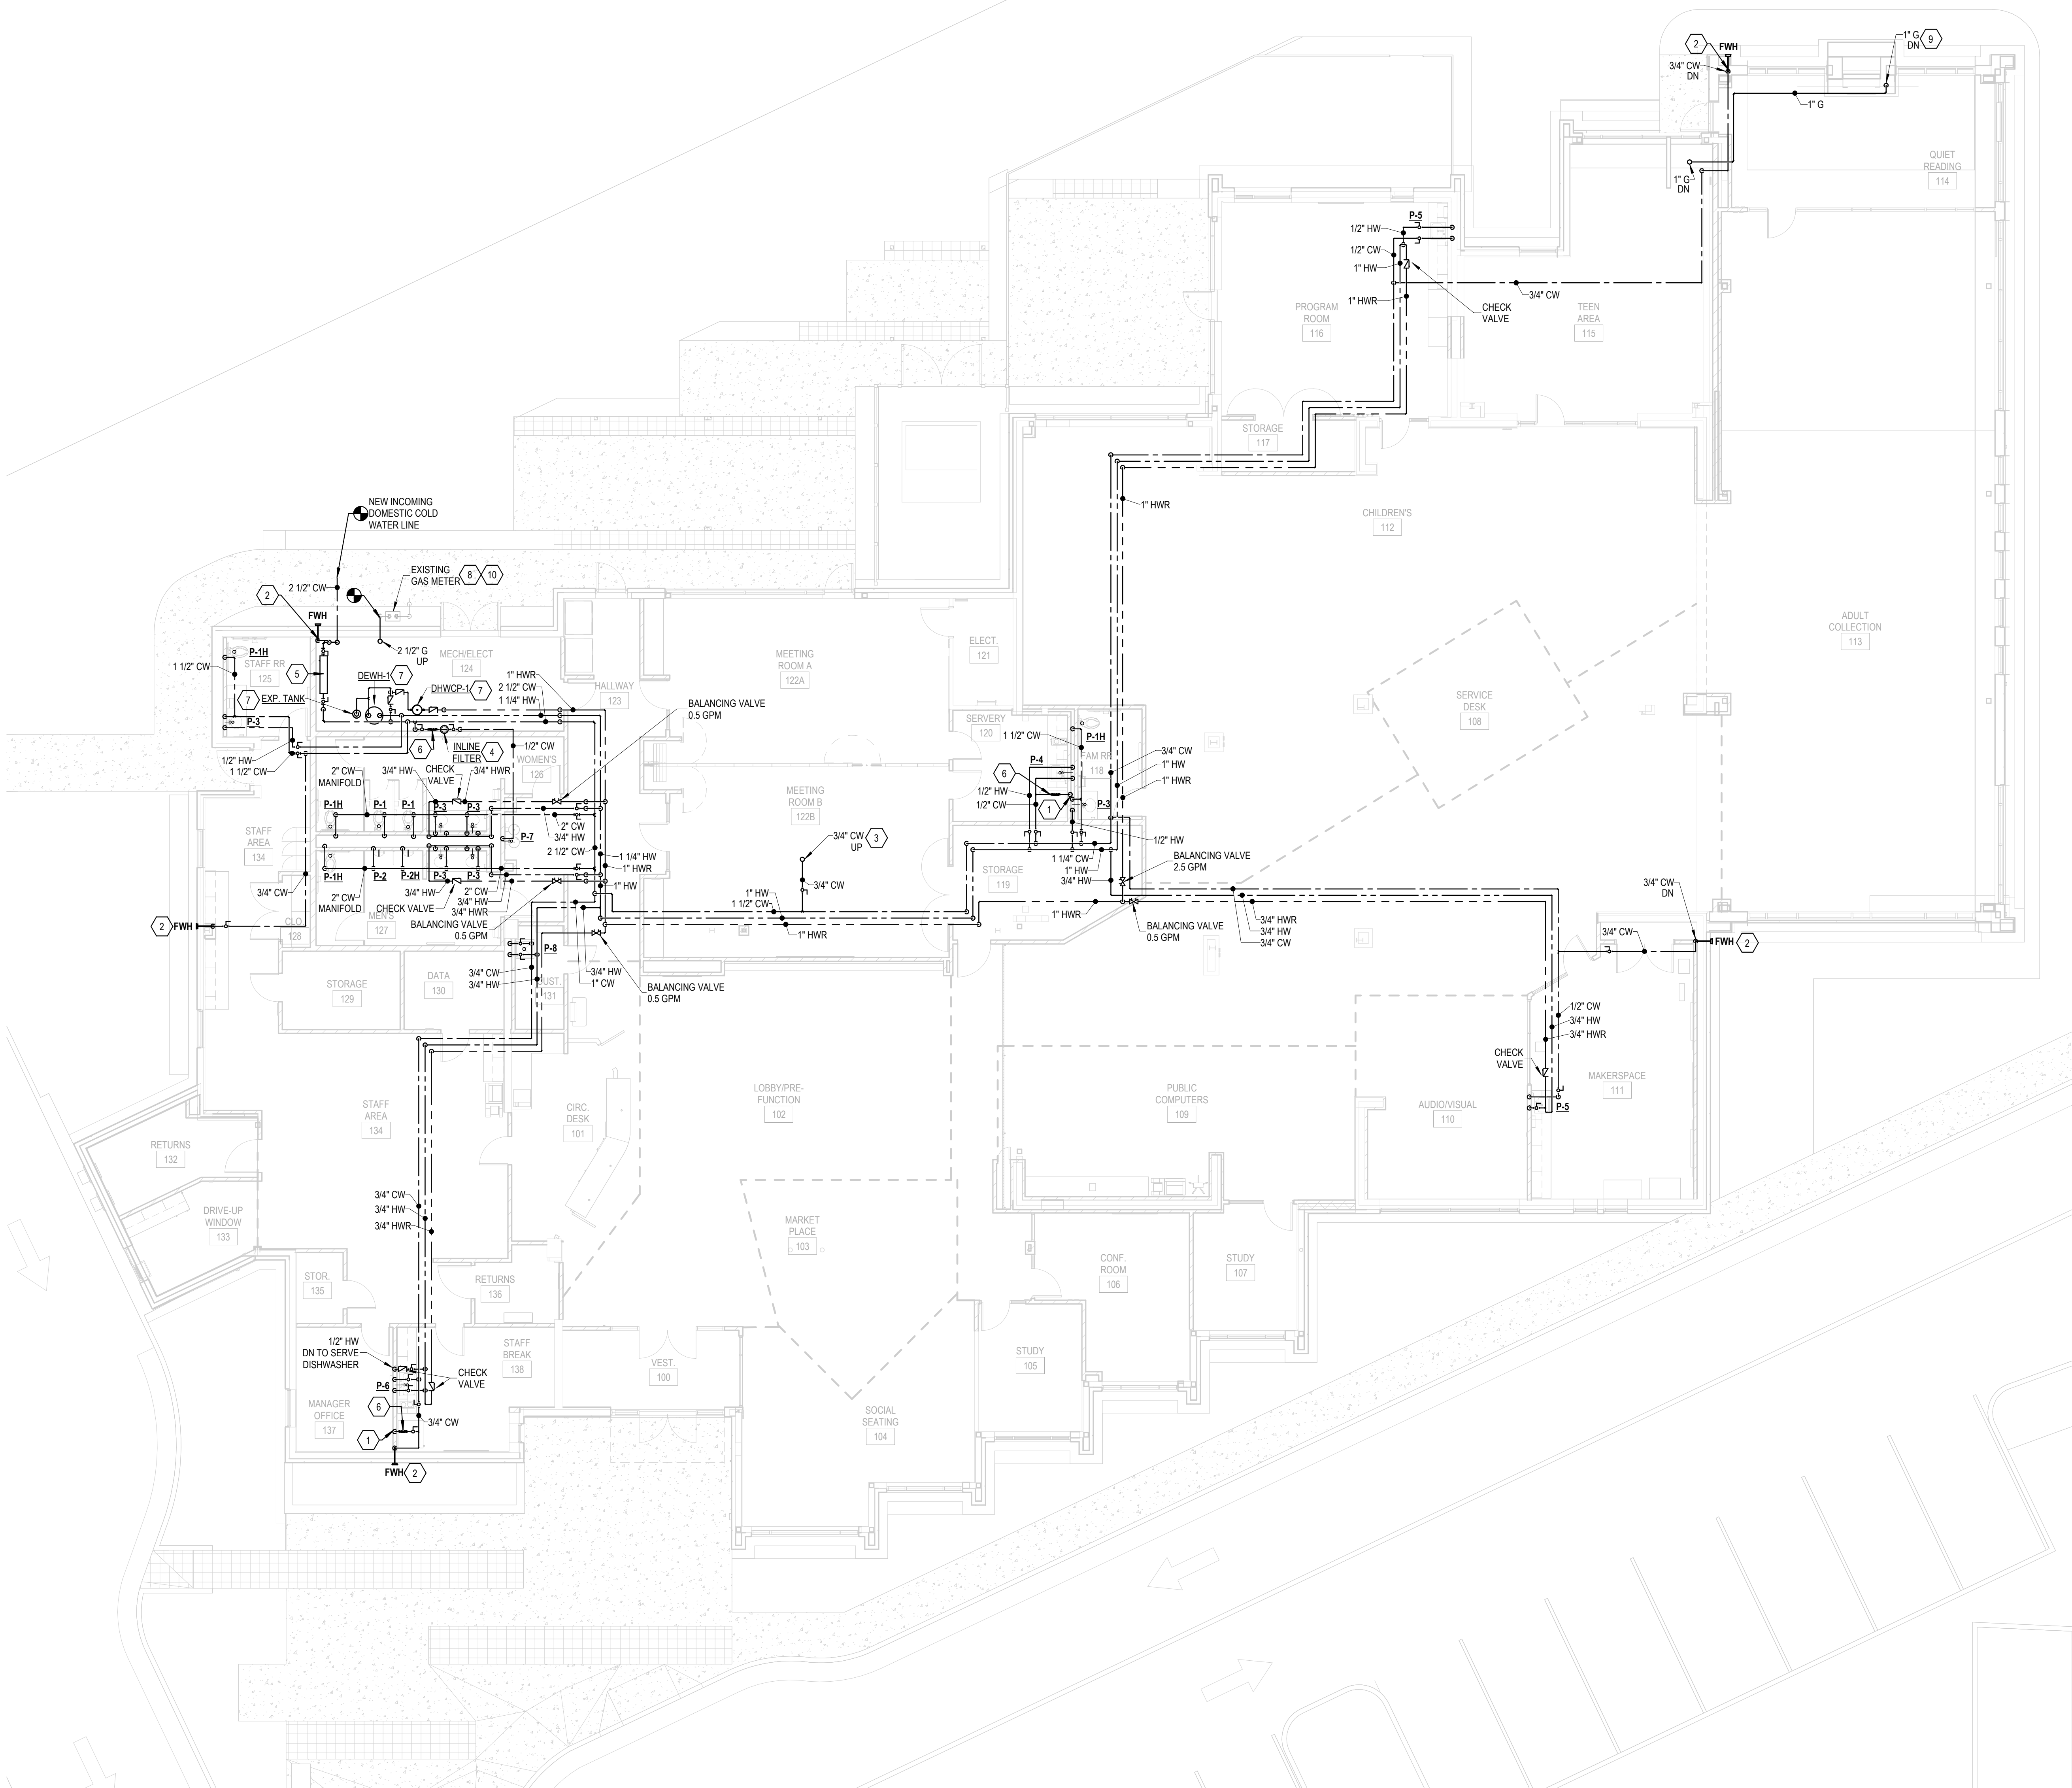 2
FWH
3/4" CW
DN
1" G
DN
9
1" G
QUIET
READING
114
1" G
DN
P-5
1/2" HW
1/2" CW
1" HW
1" HWR
3/4" CW
CHECK
VALVE
PROGRAM
ROOM
116
TEEN
AREA
115
STORAGE
117
1" HWR
CHILDREN'S
112
NEW INCOMING
DOMESTIC COLD
WATER LINE
EXISTING
GAS METER
8
10
2 1/2" CW
2
FWH
2 1/2" G
UP
P-1H
STAFF RR
125
1 1/2" CW
5
MECH/ELECT
124
DEWH-1
7
7
EXP. TANK
DHWCP-1
7
1" HWR
2 1/2" CW
1 1/4" HW
HALLWAY
123
P-3
6
INLINE
FILTER
4
1/2" CW
1/2" HW
1 1/2" CW
WOMEN'S
126
2" CW
MANIFOLD
3/4" HW
CHECK
VALVE
3/4" HWR
BALANCING VALVE
0.5 GPM
P-1H
P-1
P-1
P-3
P-3
2" CW
3/4" HW
P-7
2 1/2" CW
1 1/4" HW
1" HWR
1" HW
STAFF
AREA
134
3/4" CW
P-1H
P-2
P-2H
P-3
P-3
2" CW
MANIFOLD
3/4" HW
2" CW
3/4" HW
CHECK VALVE
3/4" HWR
BALANCING VALVE
0.5 GPM
MEN'S
127
2
FWH
CLO.
128
MEETING
ROOM A
122A
MEETING
ROOM B
122B
ELECT.
121
SERVERY
120
1 1/2" CW
P-1H
FAM RR
118
P-4
6
1/2" HW
1/2" CW
1
P-3
3/4" CW
1" HW
1" HWR
1/2" HW
3/4" CW
UP
3
3/4" CW
1 1/4" CW
1" HW
3/4" HW
STORAGE
119
BALANCING VALVE
2.5 GPM
1" HW
1 1/2" CW
1" HWR
1" HWR
BALANCING VALVE
0.5 GPM
3/4" HWR
3/4" HW
3/4" CW
SERVICE
DESK
108
ADULT
COLLECTION
113
3/4" CW
DN
3/4" CW
FWH
2
P-8
3/4" CW
3/4" HW
3/4" HW
1" CW
BALANCING VALVE
0.5 GPM
STORAGE
129
DATA
130
CUST.
131
1/2" CW
3/4" HW
3/4" HWR
CHECK
VALVE
MAKERSPACE
111
P-5
LOBBY/PRE-
FUNCTION
102
PUBLIC
COMPUTERS
109
AUDIO/VISUAL
110
CIRC.
DESK
101
STAFF
AREA
134
RETURNS
132
DRIVE-UP
WINDOW
133
3/4" CW
3/4" HW
3/4" HWR
MARKET
PLACE
103
CONF.
ROOM
106
STUDY
107
STOR.
135
RETURNS
136
1/2" HW
DN TO SERVE
DISHWASHER
STAFF
BREAK
138
VEST.
100
STUDY
105
P-6
CHECK
VALVE
MANAGER
OFFICE
137
6
3/4" CW
1
FWH
2
SOCIAL
SEATING
104